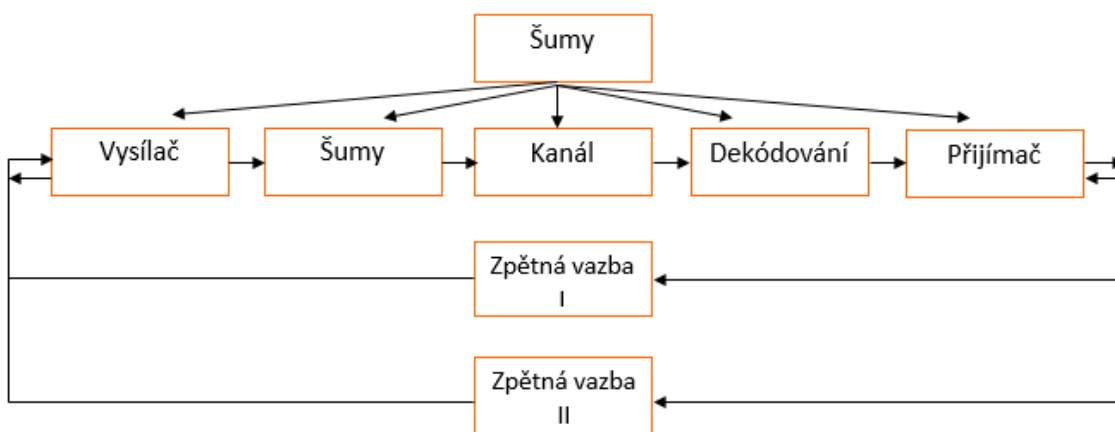 Šumy
Vysílač
Šumy
Kanál
Dekódování
Přijímač
Zpětná vazba
I
Zpětná vazba
II